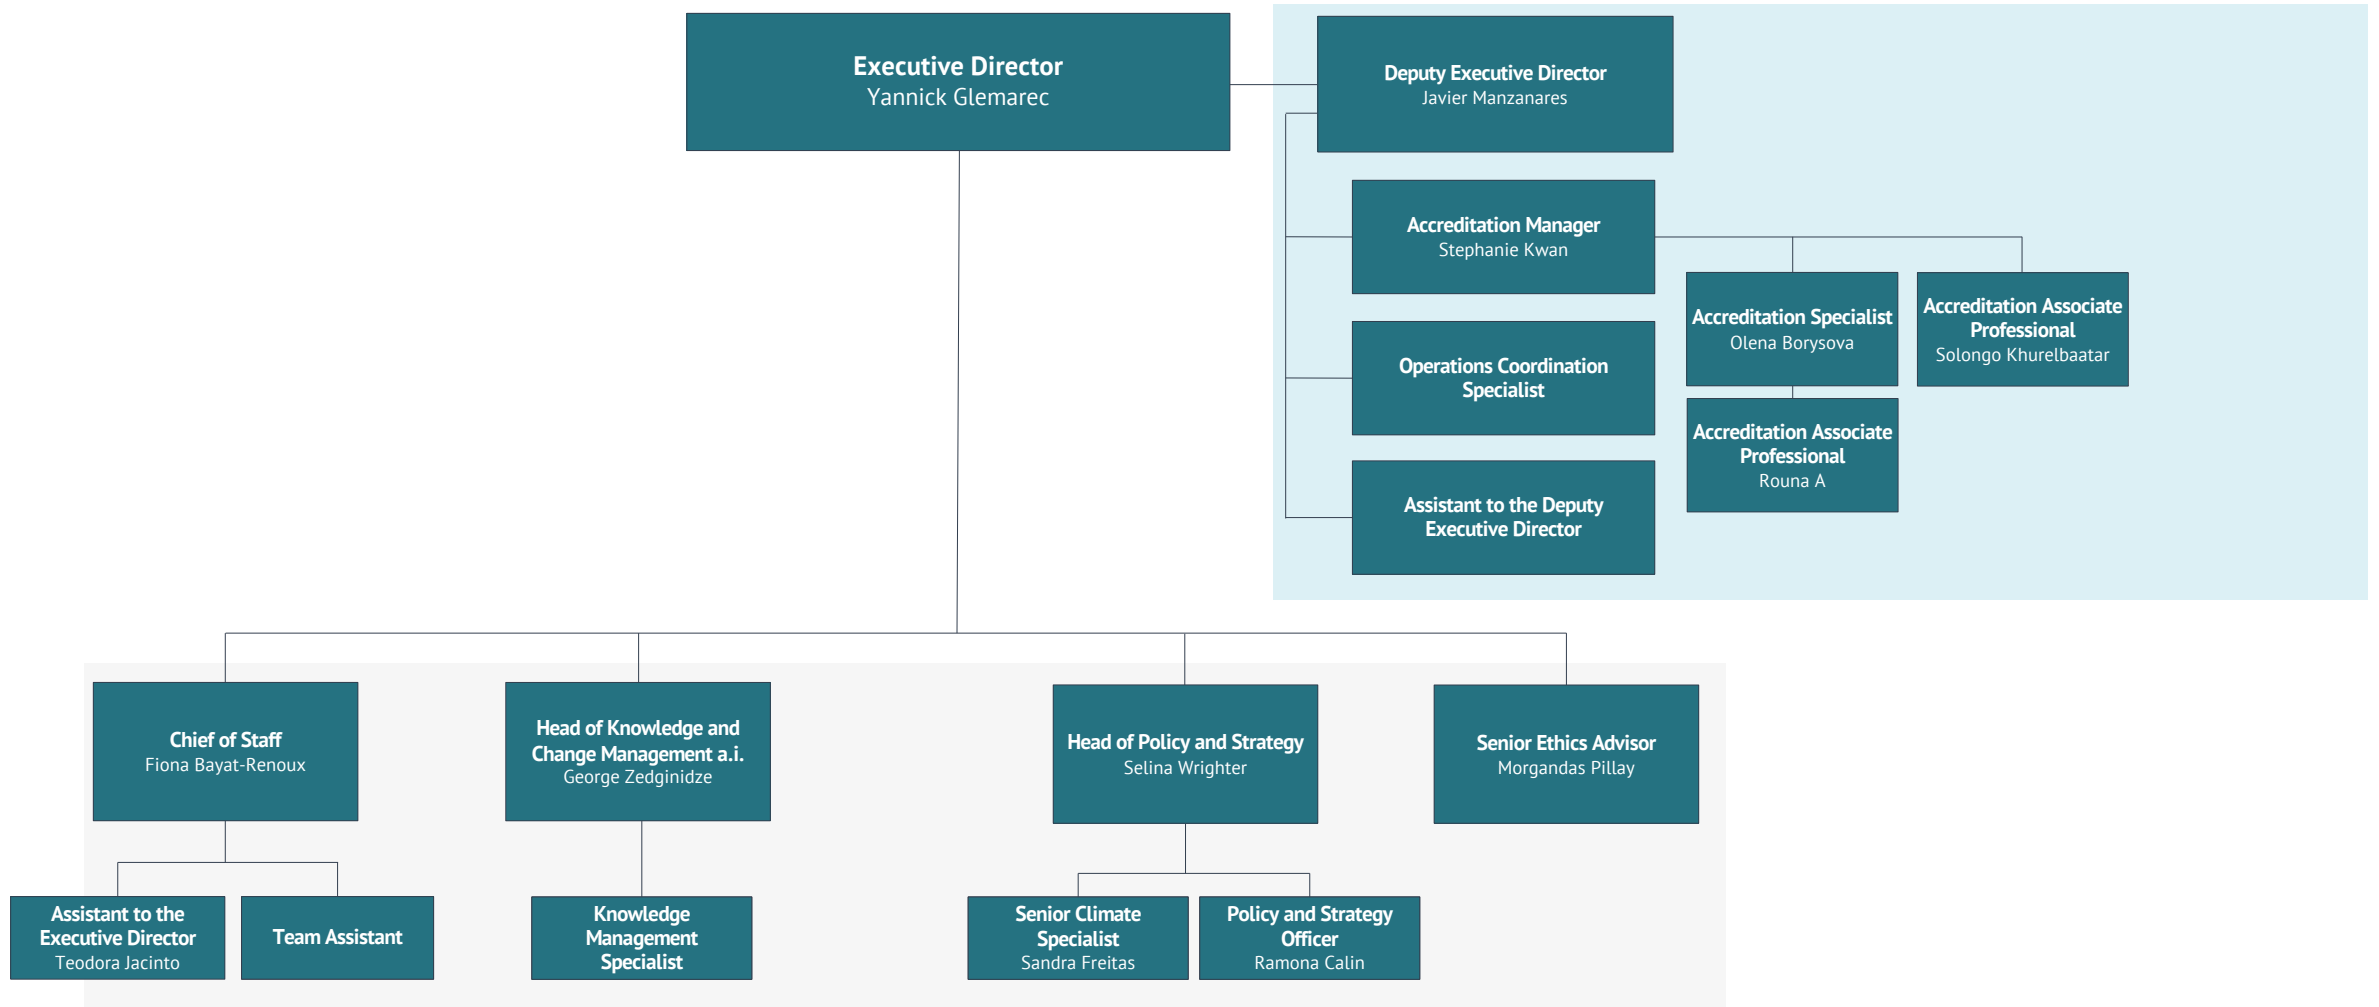 Executive Director
Yannick Glemarec
Deputy Executive Director
Javier Manzanares
Accreditation Manager
Stephanie Kwan
Accreditation Specialist
Olena Borysova
Accreditation Associate
Professional
Solongo Khurelbaatar
Operations Coordination
Specialist
Accreditation Associate
Professional
Rouna A
Assistant to the Deputy
Executive Director
Chief of Staff
Fiona Bayat-Renoux
Head of Knowledge and
Change Management a.i.
George Zedginidze
Head of Policy and Strategy
Selina Wrighter
Senior Ethics Advisor
Morgandas Pillay
Assistant to the
Executive Director
Teodora Jacinto
Team Assistant
Knowledge
Management
Specialist
Senior Climate
Specialist
Sandra Freitas
Policy and Strategy
Officer
Ramona Calin